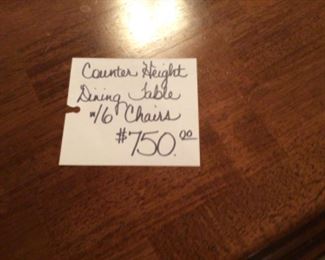 Counter Height
Dining Table
w/6 Chairs
$750.00